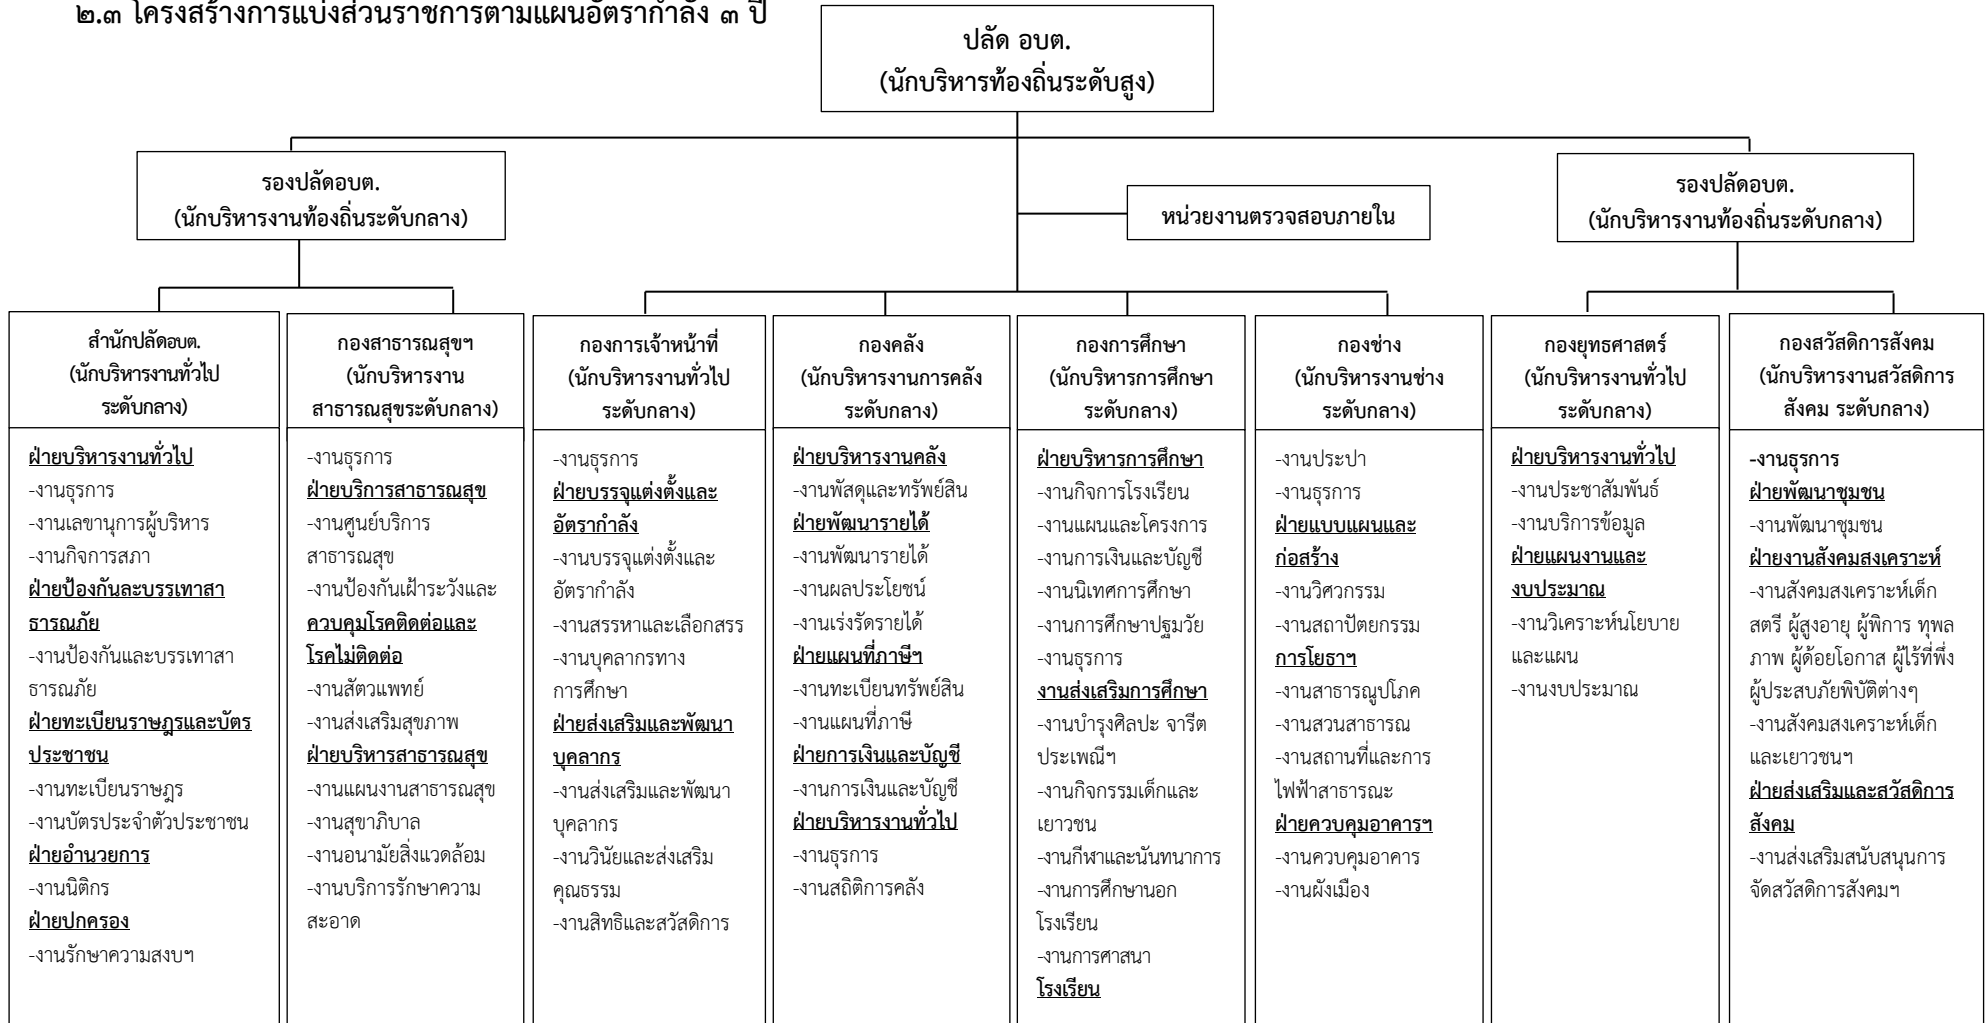 ๒.๓ โครงสร้างการแบ่งส่วนราชการตามแผนอัตรากำลัง ๓ ปี
ปลัด อบต.
(นักบริหารท้องถิ่นระดับสูง)
รองปลัดอบต.
(นักบริหารงานท้องถิ่นระดับกลาง)
หน่วยงานตรวจสอบภายใน
รองปลัดอบต.
(นักบริหารงานท้องถิ่นระดับกลาง)
สำนักปลัดอบต.
(นักบริหารงานทั่วไป
ระดับกลาง)
ฝ่ายบริหารงานทั่วไป
-งานธุรการ
-งานเลขานุการผู้บริหาร
-งานกิจการสภา
ฝ่ายป้องกันละบรรเทาสา
ธารณภัย
-งานป้องกันและบรรเทาสา
ธารณภัย
ฝ่ายทะเบียนราษฎรและบัตร
ประชาชน
-งานทะเบียนราษฎร
-งานบัตรประจำตัวประชาชน
ฝ่ายอำนวยการ
-งานนิติกร
ฝ่ายปกครอง
-งานรักษาความสงบฯ
กองสาธารณสุขฯ
(นักบริหารงาน
สาธารณสุขระดับกลาง)
-งานธุรการ
ฝ่ายบริการสาธารณสุข
-งานศูนย์บริการ
สาธารณสุข
-งานป้องกันเฝ้าระวังและ
ควบคุมโรคติดต่อและ
โรคไม่ติดต่อ
-งานสัตวแพทย์
-งานส่งเสริมสุขภาพ
ฝ่ายบริหารสาธารณสุข
-งานแผนงานสาธารณสุข
-งานสุขาภิบาล
-งานอนามัยสิ่งแวดล้อม
-งานบริการรักษาความ
สะอาด
กองการเจ้าหน้าที่
(นักบริหารงานทั่วไป
ระดับกลาง)
-งานธุรการ
ฝ่ายบรรจุแต่งตั้งและ
อัตรากำลัง
-งานบรรจุแต่งตั้งและ
อัตรากำลัง
-งานสรรหาและเลือกสรร
-งานบุคลากรทาง
การศึกษา
ฝ่ายส่งเสริมและพัฒนา
บุคลากร
-งานส่งเสริมและพัฒนา
บุคลากร
-งานวินัยและส่งเสริม
คุณธรรม
-งานสิทธิและสวัสดิการ
กองคลัง
(นักบริหารงานการคลัง
ระดับกลาง)
ฝ่ายบริหารงานคลัง
-งานพัสดุและทรัพย์สิน
ฝ่ายพัฒนารายได้
-งานพัฒนารายได้
-งานผลประโยชน์
-งานเร่งรัดรายได้
ฝ่ายแผนที่ภาษีฯ
-งานทะเบียนทรัพย์สิน
-งานแผนที่ภาษี
ฝ่ายการเงินและบัญชี
-งานการเงินและบัญชี
ฝ่ายบริหารงานทั่วไป
-งานธุรการ
-งานสถิติการคลัง
กองการศึกษา
(นักบริหารการศึกษา
ระดับกลาง)
ฝ่ายบริหารการศึกษา
-งานกิจการโรงเรียน
-งานแผนและโครงการ
-งานการเงินและบัญชี
-งานนิเทศการศึกษา
-งานการศึกษาปฐมวัย
-งานธุรการ
งานส่งเสริมการศึกษา
-งานบำรุงศิลปะ จารีต
ประเพณีฯ
-งานกิจกรรมเด็กและ
เยาวชน
-งานกีฬาและนันทนาการ
-งานการศึกษานอก
โรงเรียน
-งานการศาสนา
โรงเรียน
กองช่าง
(นักบริหารงานช่าง
ระดับกลาง)
-งานประปา
-งานธุรการ
ฝ่ายแบบแผนและ
ก่อสร้าง
-งานวิศวกรรม
-งานสถาปัตยกรรม
การโยธาฯ
-งานสาธารณูปโภค
-งานสวนสาธารณ
-งานสถานที่และการ
ไฟฟ้าสาธารณะ
ฝ่ายควบคุมอาคารฯ
-งานควบคุมอาคาร
-งานผังเมือง
กองยุทธศาสตร์
(นักบริหารงานทั่วไป
ระดับกลาง)
ฝ่ายบริหารงานทั่วไป
-งานประชาสัมพันธ์
-งานบริการข้อมูล
ฝ่ายแผนงานและ
งบประมาณ
-งานวิเคราะห์นโยบาย
และแผน
-งานงบประมาณ
กองสวัสดิการสังคม
(นักบริหารงานสวัสดิการ
สังคม ระดับกลาง)
-งานธุรการ
ฝ่ายพัฒนาชุมชน
-งานพัฒนาชุมชน
ฝ่ายงานสังคมสงเคราะห์
-งานสังคมสงเคราะห์เด็ก
สตรี ผู้สูงอายุ ผู้พิการ ทุพล
ภาพ ผู้ด้อยโอกาส ผู้ไร้ที่พึ่ง
ผู้ประสบภัยพิบัติต่างๆ
-งานสังคมสงเคราะห์เด็ก
และเยาวชนฯ
ฝ่ายส่งเสริมและสวัสดิการ
สังคม
-งานส่งเสริมสนับสนุนการ
จัดสวัสดิการสังคมฯ